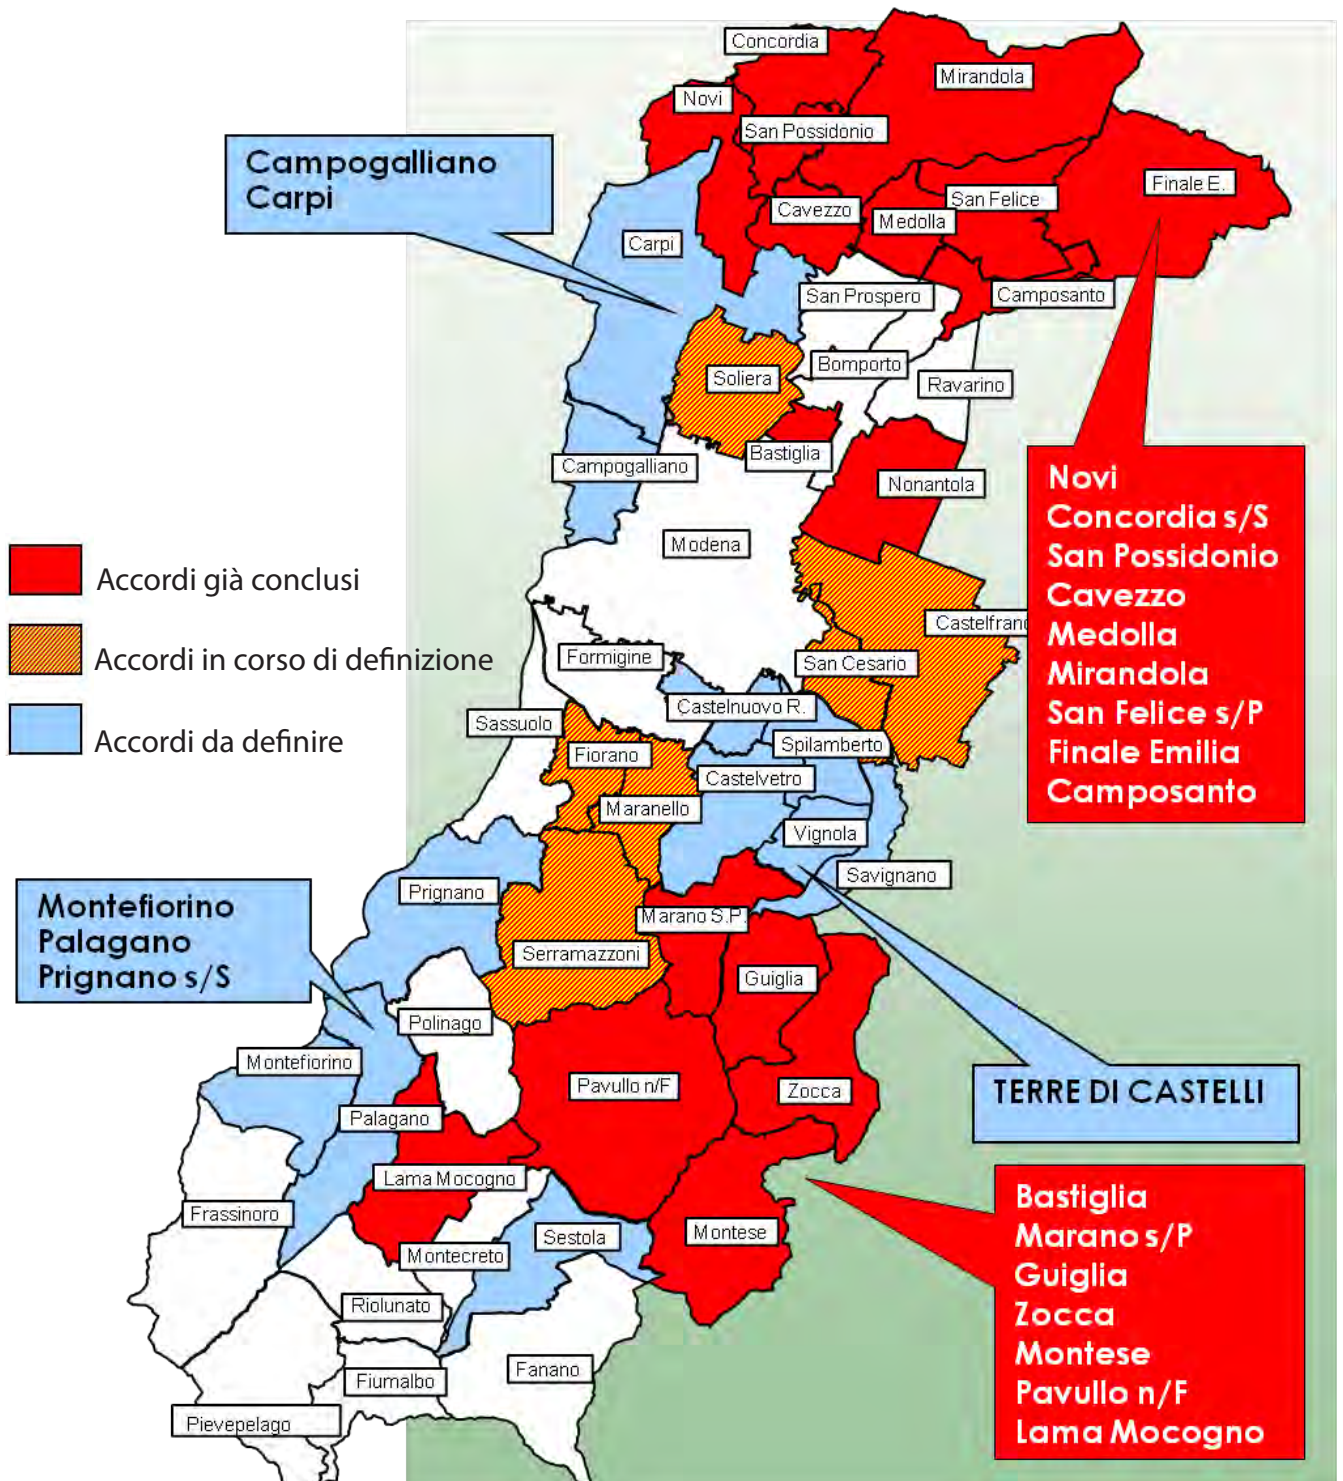 Concordia
Mirandola
Novi
San Possidonio
Campogalliano
Carpi
Finale E.
San Felice
Cavezzo
Medolla
Carpi
San Prospero
Camposanto
Bomporto
Soliera
Ravarino
Bastiglia
Campogalliano
Nonantola
Novi
Concordia s/S
San Possidonio
Cavezzo
Medolla
Mirandola
San Felice s/P
Finale Emilia
Camposanto
Modena
Accordi già conclusi
Accordi in corso di definizione
Accordi da definire
Castelfranc
Formigine
San Cesario
Castelnuovo R.
Sassuolo
Spilamberto
Fiorano
Castelvetro
Maranello
Vignola
Savignano
Prignano
Montefiorino
Palagano
Prignano s/S
Marano S.P.
Serramazzoni
Guiglia
Polinago
Montefiorino
Pavullo n/F
Zocca
TERRE DI CASTELLI
Palagano
Lama Mocogno
Frassinoro
Montese
Sestola
Montecreto
Bastiglia
Marano s/P
Guiglia
Zocca
Montese
Pavullo n/F
Lama Mocogno
Riolunato
Fanano
Fiumalbo
Pievepelago